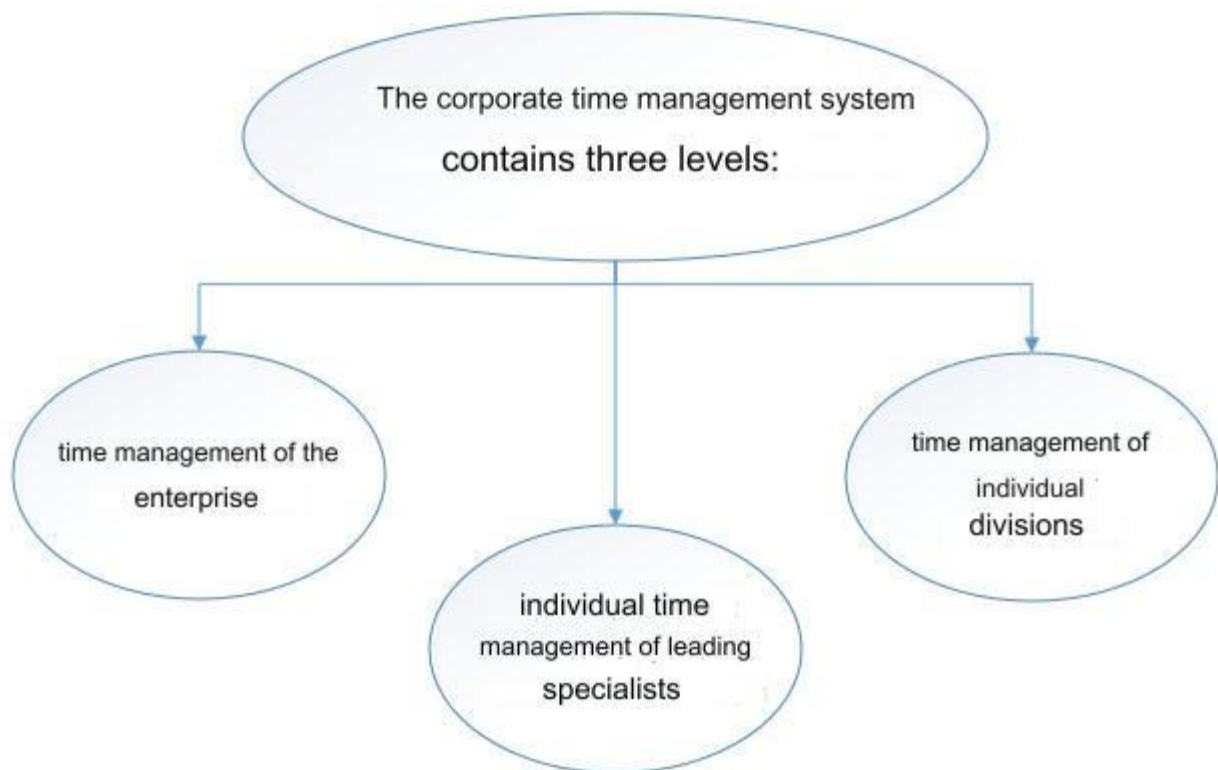 The corporate time management system
contains three levels:
time management of the
enterprise
individual time
management of leading
specialists
time management of
individual
divisions